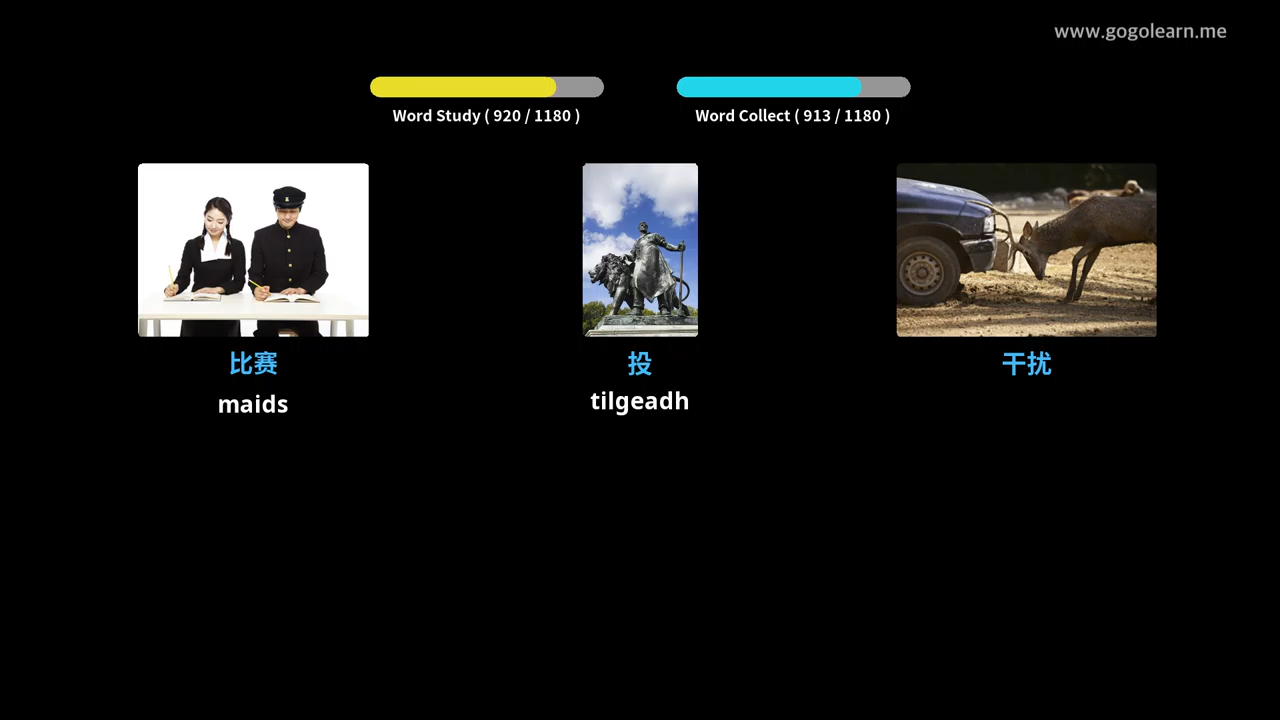 www.gogolearn.me
Word Study ( 920 / 1180 )
Word Collect ( 913 / 1180 )
比赛
投
干扰
maids
tilgeadh